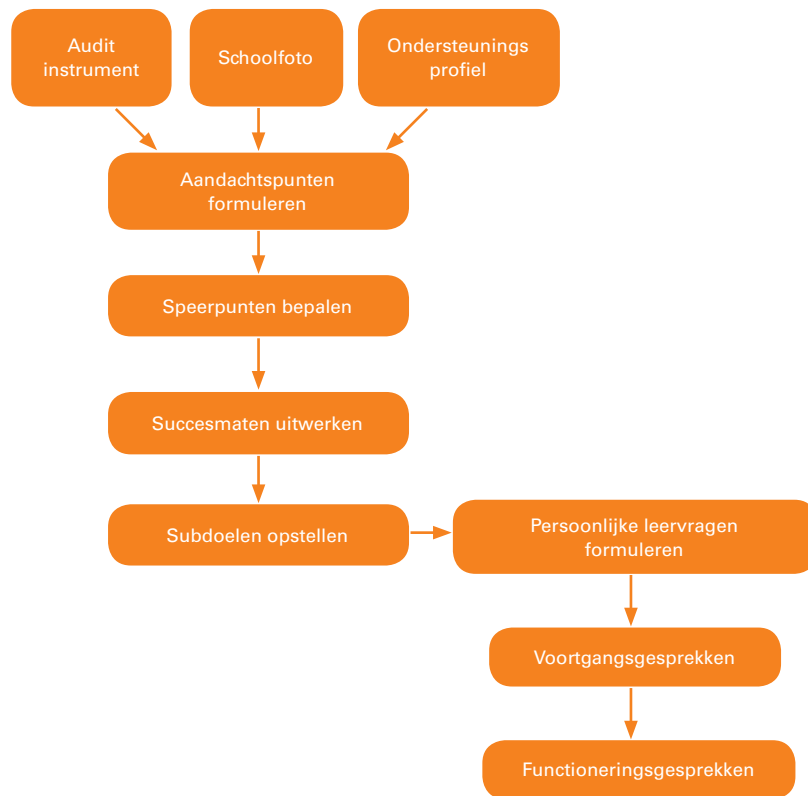 Audit
instrument
Schoolfoto
Ondersteunings
profiel
Aandachtspunten
formuleren
Speerpunten bepalen
Succesmaten uitwerken
Subdoelen opstellen
Persoonlijke leervragen
formuleren
Voortgangsgesprekken
Functioneringsgesprekken